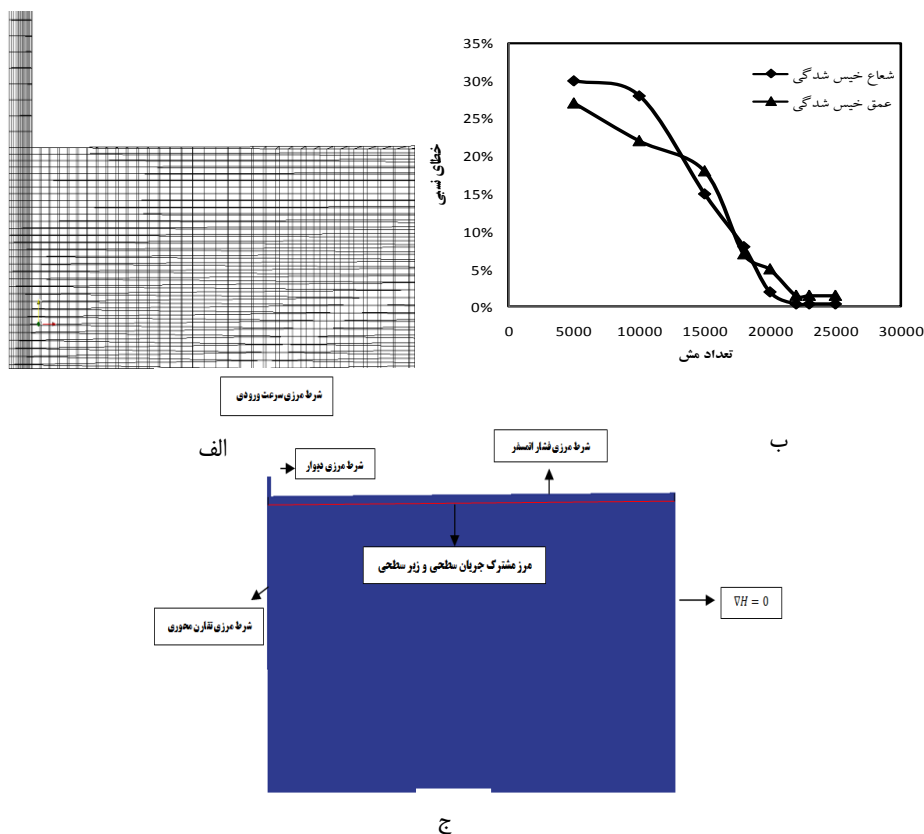 35%
30%
25%
20%
15%
10%
5%
0%
خطای نسبی
شعاع خیس شدگی
عمق خیس شدگی
0
5000
10000
15000
20000
25000
30000
تعداد مش
شرط مرزی سرعت ورودی
الف
ب
شرط مرزی فشار اتمسفر
شرط مرزی دیوار
مرز مشترک جریان سطحی و زیر سطحی
∇H = 0
شرط مرزی تقارن محوری
ج